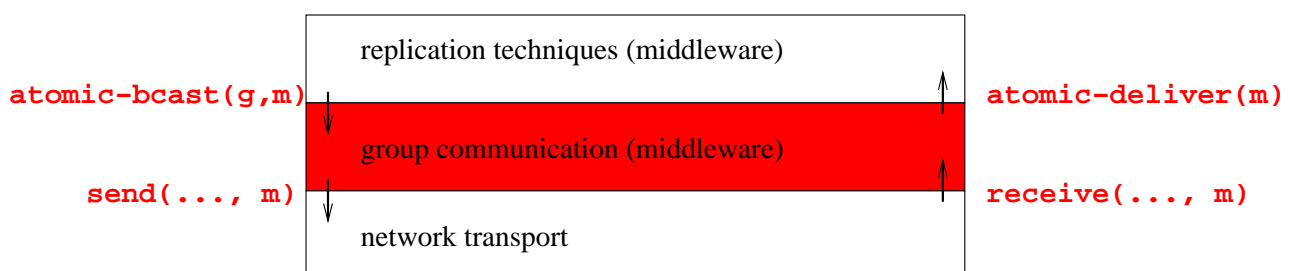 replication techniques (middleware)
atomic-bcast(g,m)
atomic-deliver(m)
group communication (middleware)
send(..., m)
receive(..., m)
network transport